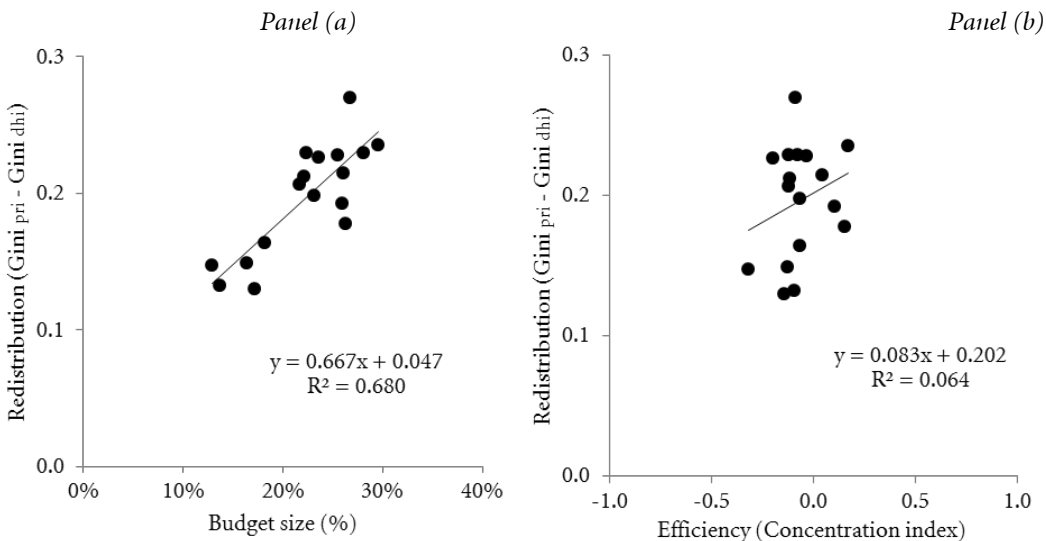 Panel (a)
0.3
0.2
0.1
0.0
0%
10%
20%
30%
40%
Redistribution (Gini pri - Gini dhi)
Budget size (%)
y = 0.667x + 0.047
R² = 0.680
Panel (b)
0.3
0.2
0.1
0.0
-1.0
-0.5
0.0
0.5
1.0
Redistribution (Gini pri - Gini dhi)
Efficiency (Concentration index)
y = 0.083x + 0.202
R² = 0.064